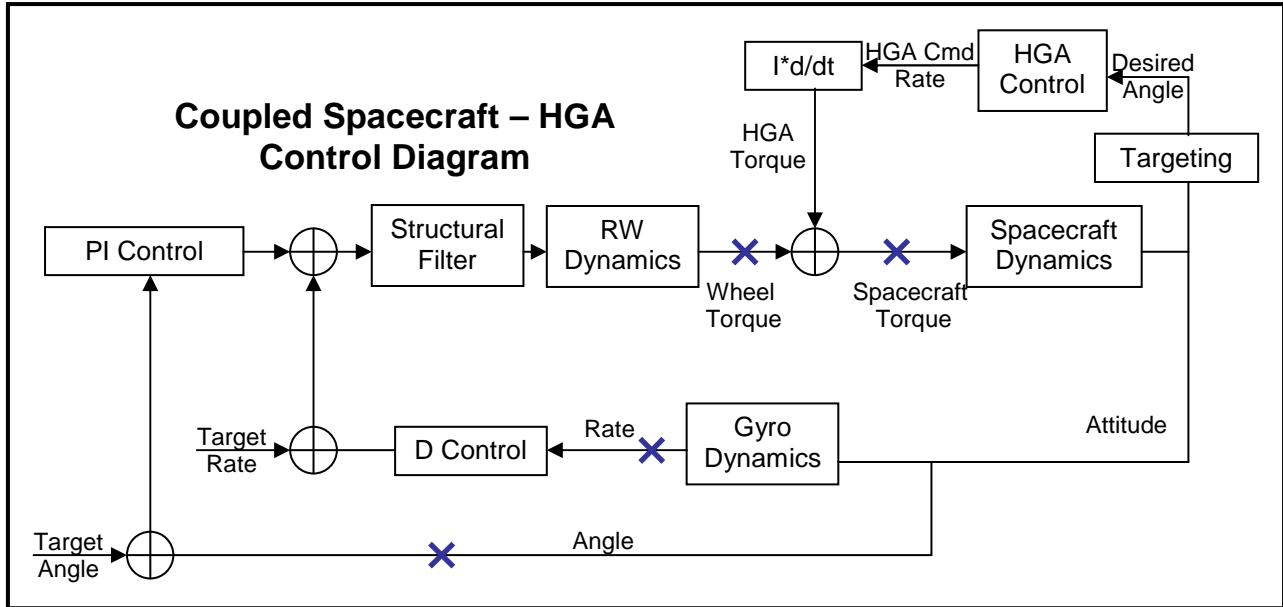 Coupled Spacecraft – HGA
Control Diagram
I*d/dt
HGA Cmd
Rate
HGA
Control
Desired
Angle
HGA
Torque
Targeting
PI Control
Structural
Filter
RW
Dynamics
Wheel
Torque
Spacecraft
Torque
Spacecraft
Dynamics
Target
Rate
D Control
Rate
Gyro
Dynamics
Attitude
Target
Angle
Angle